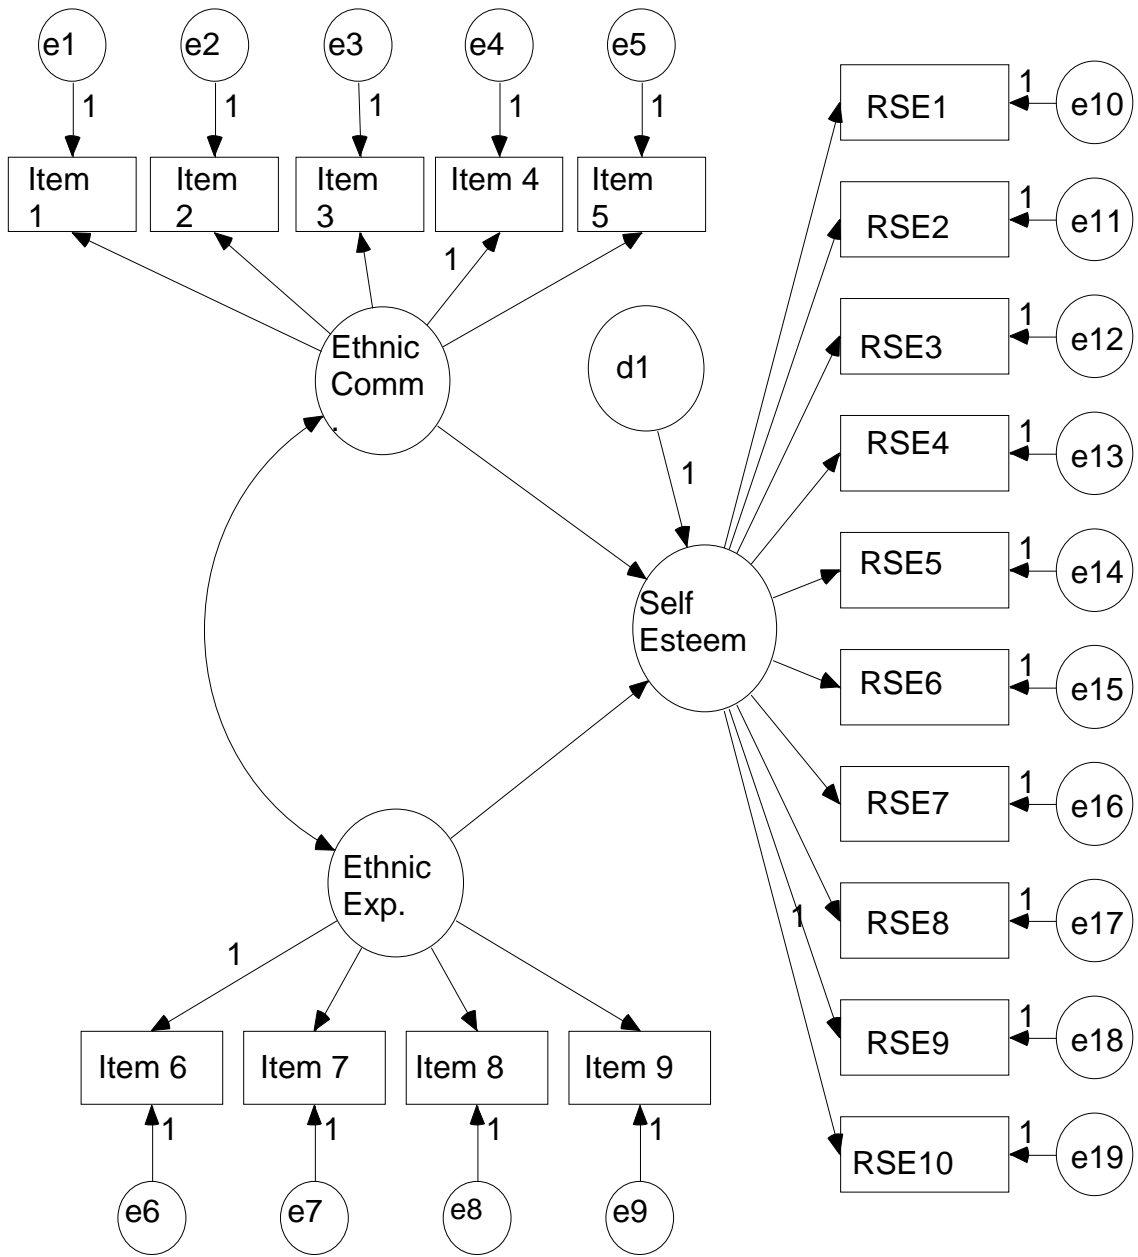 e1 e2 e3 e4 e5
1 1 1 1 1
Item
1
Item
2
Item
3
Item 4
Item
5
1
Ethnic
Comm
.
d1
1
Self
Esteem
Ethnic
Exp.
1
Item 6 Item 7 Item 8 Item 9
1 1 1 1
e6 e7 e8 e9
RSE1 1 e10
RSE2 1 e11
RSE3 1 e12
RSE4 1 e13
RSE5 1 e14
RSE6 1 e15
RSE7 1 e16
1
RSE8 1 e17
RSE9 1 e18
RSE10 1 e19